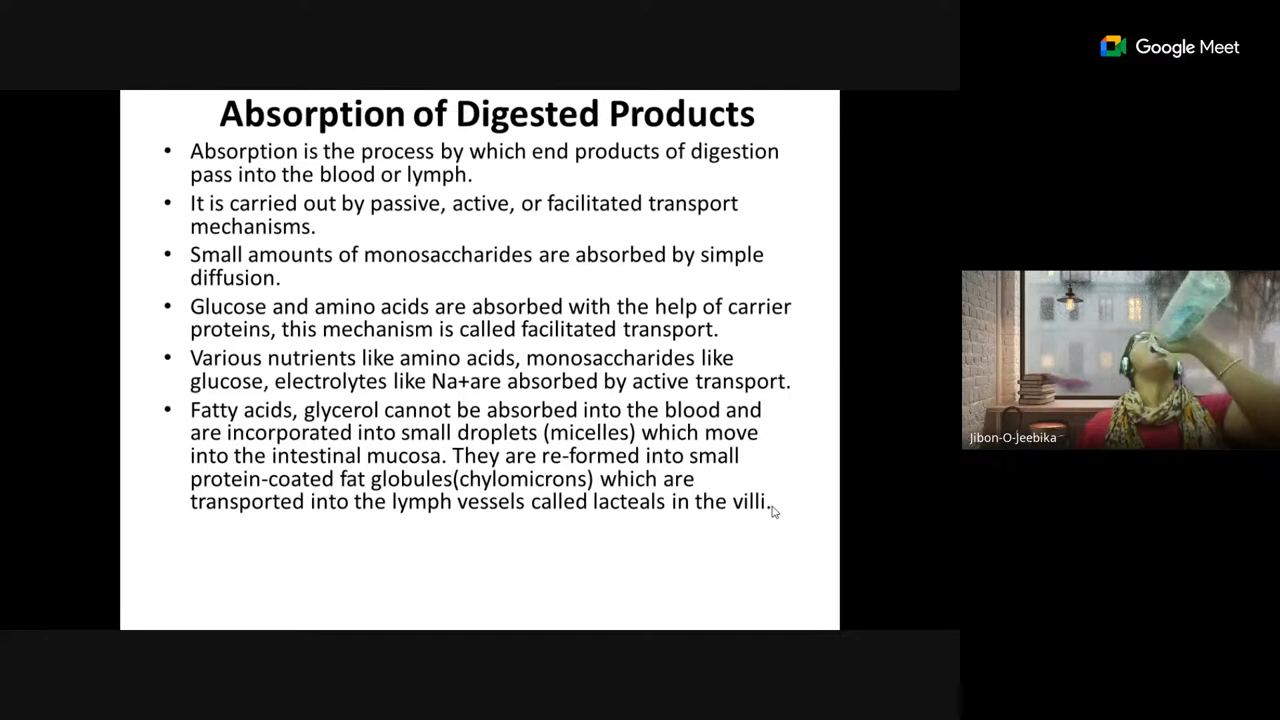 Google Meet
Absorption of Digested Products
• Absorption is the process by which end products of digestion
pass into the blood or lymph.
• It is carried out by passive, active, or facilitated transport
mechanisms.
• Small amounts of monosaccharides are absorbed by simple
diffusion.
• Glucose and amino acids are absorbed with the help of carrier
proteins, this mechanism is called facilitated transport.
• Various nutrients like amino acids, monosaccharides like
glucose, electrolytes like Na+are absorbed by active transport.
• Fatty acids, glycerol cannot be absorbed into the blood and
are incorporated into small droplets (micelles) which move
into the intestinal mucosa. They are re-formed into small
protein-coated fat globules(chylomicrons) which are
transported into the lymph vessels called lacteals in the villi.
Jibon-O-Jeebika